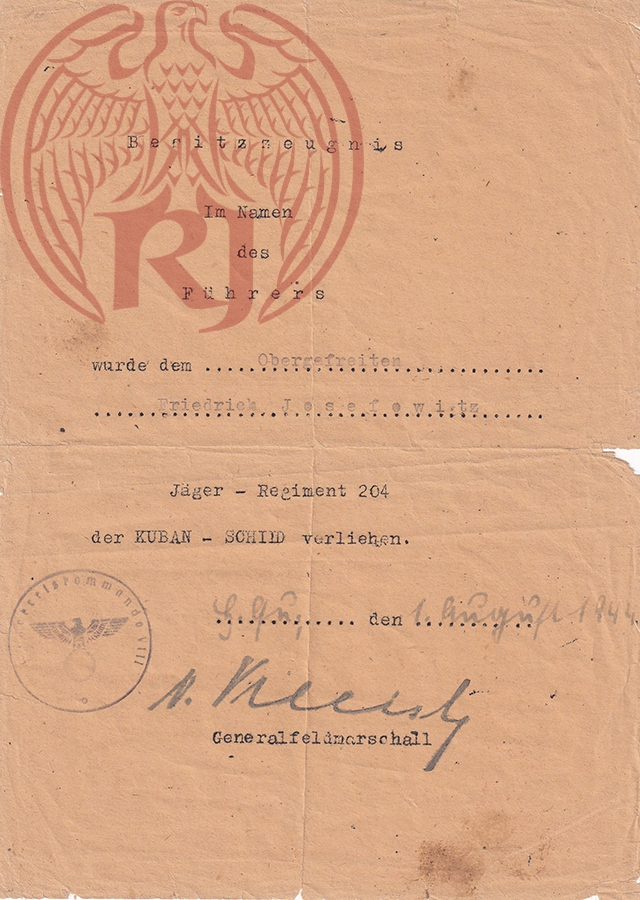 RJ
Besitzzeugnis
Im Namen
des
Führers
wurde dem ..... Obergefreiten .....
..... Friedrich Josefowitz .....
Jäger - Regiment 204
der KUBAN - SCHILD verliehen.
den 1. August 1944
v. Kleist
Generalfeldmarschall